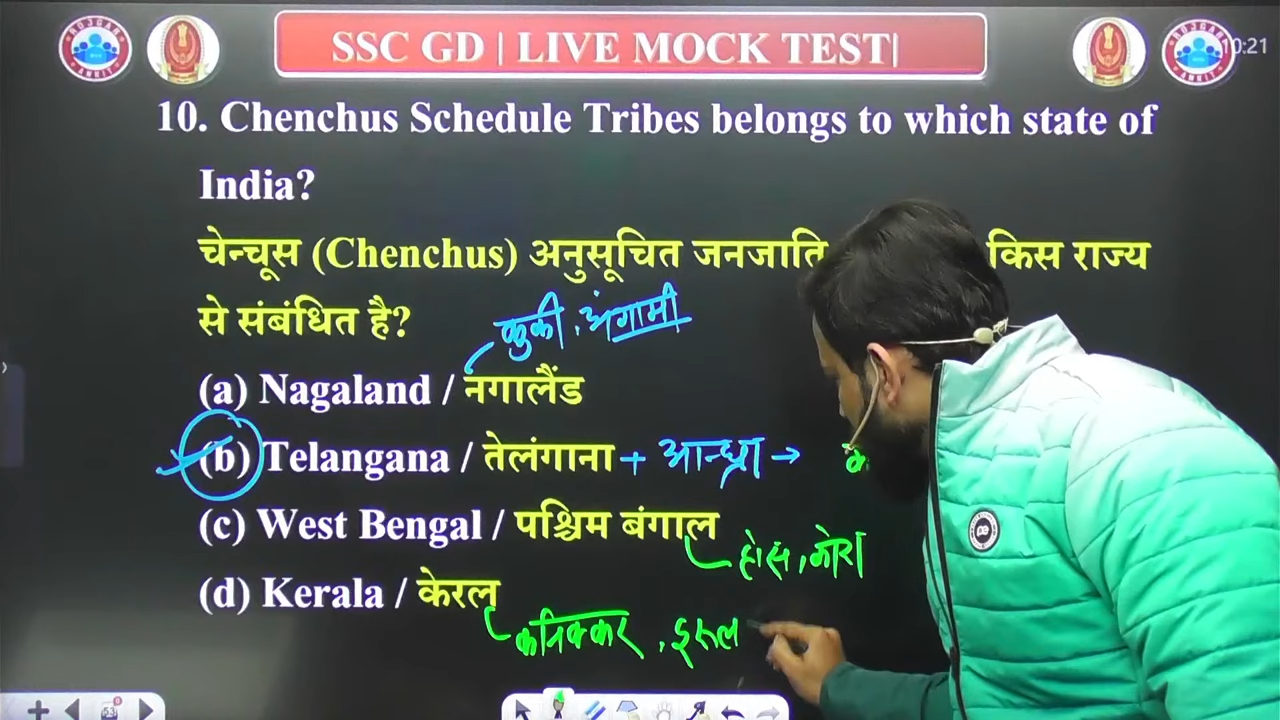 SSC GD | LIVE MOCK TEST|
10:21
10. Chenchus Schedule Tribes belongs to which state of
India?
चेन्चूस (Chenchus) अनुसूचित जनजाति किस राज्य
से संबंधित है?
कुकी, अंगामी
(a) Nagaland / नगालैंड
(b) Telangana / तेलंगाना + आन्ध्रा →
(c) West Bengal / पश्चिम बंगाल
होस, कोरा
(d) Kerala / केरल
कनिक्कर, इरुल
53